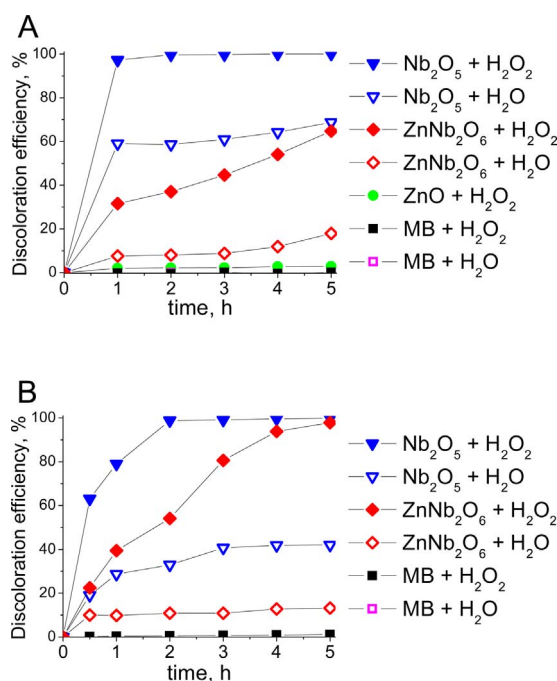 A
Discoloration efficiency, %
100
80
60
40
20
0
0 1 2 3 4 5
time, h
Nb₂O₅ + H₂O₂
Nb₂O₅ + H₂O
ZnNb₂O₆ + H₂O₂
ZnNb₂O₆ + H₂O
ZnO + H₂O₂
MB + H₂O₂
MB + H₂O
B
Discoloration efficiency, %
100
80
60
40
20
0
0 1 2 3 4 5
time, h
Nb₂O₅ + H₂O₂
Nb₂O₅ + H₂O
ZnNb₂O₆ + H₂O₂
ZnNb₂O₆ + H₂O
MB + H₂O₂
MB + H₂O